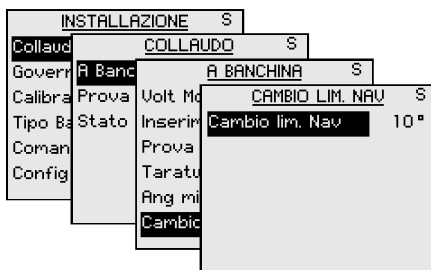 INSTALLAZIONE S
Collaud
Govern
Calibra
Tipo Ba
Coman
Config
COLLAUDO S
A Banc
Prova
Stato
A BANCHINA S
Volt Mo
Inserim
Prova
Taratu
Ang mi
Cambio
CAMBIO LIM. NAV S
Cambio lim. Nav 10°